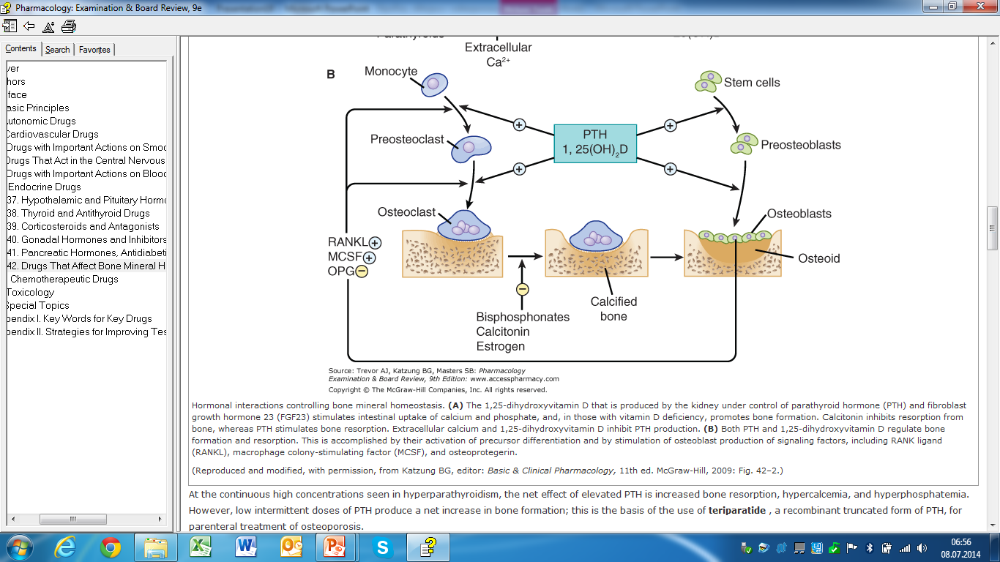 Pharmacology: Examination & Board Review, 9e
Contents Search Favorites
ver
hors
face
asic Principles
utonomic Drugs
Cardiovascular Drugs
Drugs with Important Actions on Smoo
Drugs That Act in the Central Nervous
Drugs with Important Actions on Blood
Endocrine Drugs
37. Hypothalamic and Pituitary Hormo
38. Thyroid and Antithyroid Drugs
39. Corticosteroids and Antagonists
40. Gonadal Hormones and Inhibitors
41. Pancreatic Hormones, Antidiabeti
42. Drugs That Affect Bone Mineral H
Chemotherapeutic Drugs
Toxicology
Special Topics
pendix I. Key Words for Key Drugs
pendix II. Strategies for Improving Tes
Extracellular
Ca²⁺
B
Monocyte
Stem cells
PTH
1, 25(OH)₂D
Preosteoclast
Preosteoblasts
Osteoclast
Osteoblasts
RANKL+
MCSF+
OPG−
Osteoid
Calcified
bone
Bisphosphonates
Calcitonin
Estrogen
Source: Trevor AJ, Katzung BG, Masters SB: Pharmacology
Examination & Board Review, 9th Edition: www.accesspharmacy.com
Copyright © The McGraw-Hill Companies, Inc. All rights reserved.
Hormonal interactions controlling bone mineral homeostasis. (A) The 1,25-dihydroxyvitamin D that is produced by the kidney under control of parathyroid hormone (PTH) and fibroblast
growth hormone 23 (FGF23) stimulates intestinal uptake of calcium and phosphate, and, in those with vitamin D deficiency, promotes bone formation. Calcitonin inhibits resorption from
bone, whereas PTH stimulates bone resorption. Extracellular calcium and 1,25-dihydroxyvitamin D inhibit PTH production. (B) Both PTH and 1,25-dihydroxyvitamin D regulate bone
formation and resorption. This is accomplished by their activation of precursor differentiation and by stimulation of osteoblast production of signaling factors, including RANK ligand
(RANKL), macrophage colony-stimulating factor (MCSF), and osteoprotegerin.
(Reproduced and modified, with permission, from Katzung BG, editor: Basic & Clinical Pharmacology, 11th ed. McGraw-Hill, 2009: Fig. 42–2.)
At the continuous high concentrations seen in hyperparathyroidism, the net effect of elevated PTH is increased bone resorption, hypercalcemia, and hyperphosphatemia.
However, low intermittent doses of PTH produce a net increase in bone formation; this is the basis of the use of teriparatide , a recombinant truncated form of PTH, for
parenteral treatment of osteoporosis.
06:56
08.07.2014